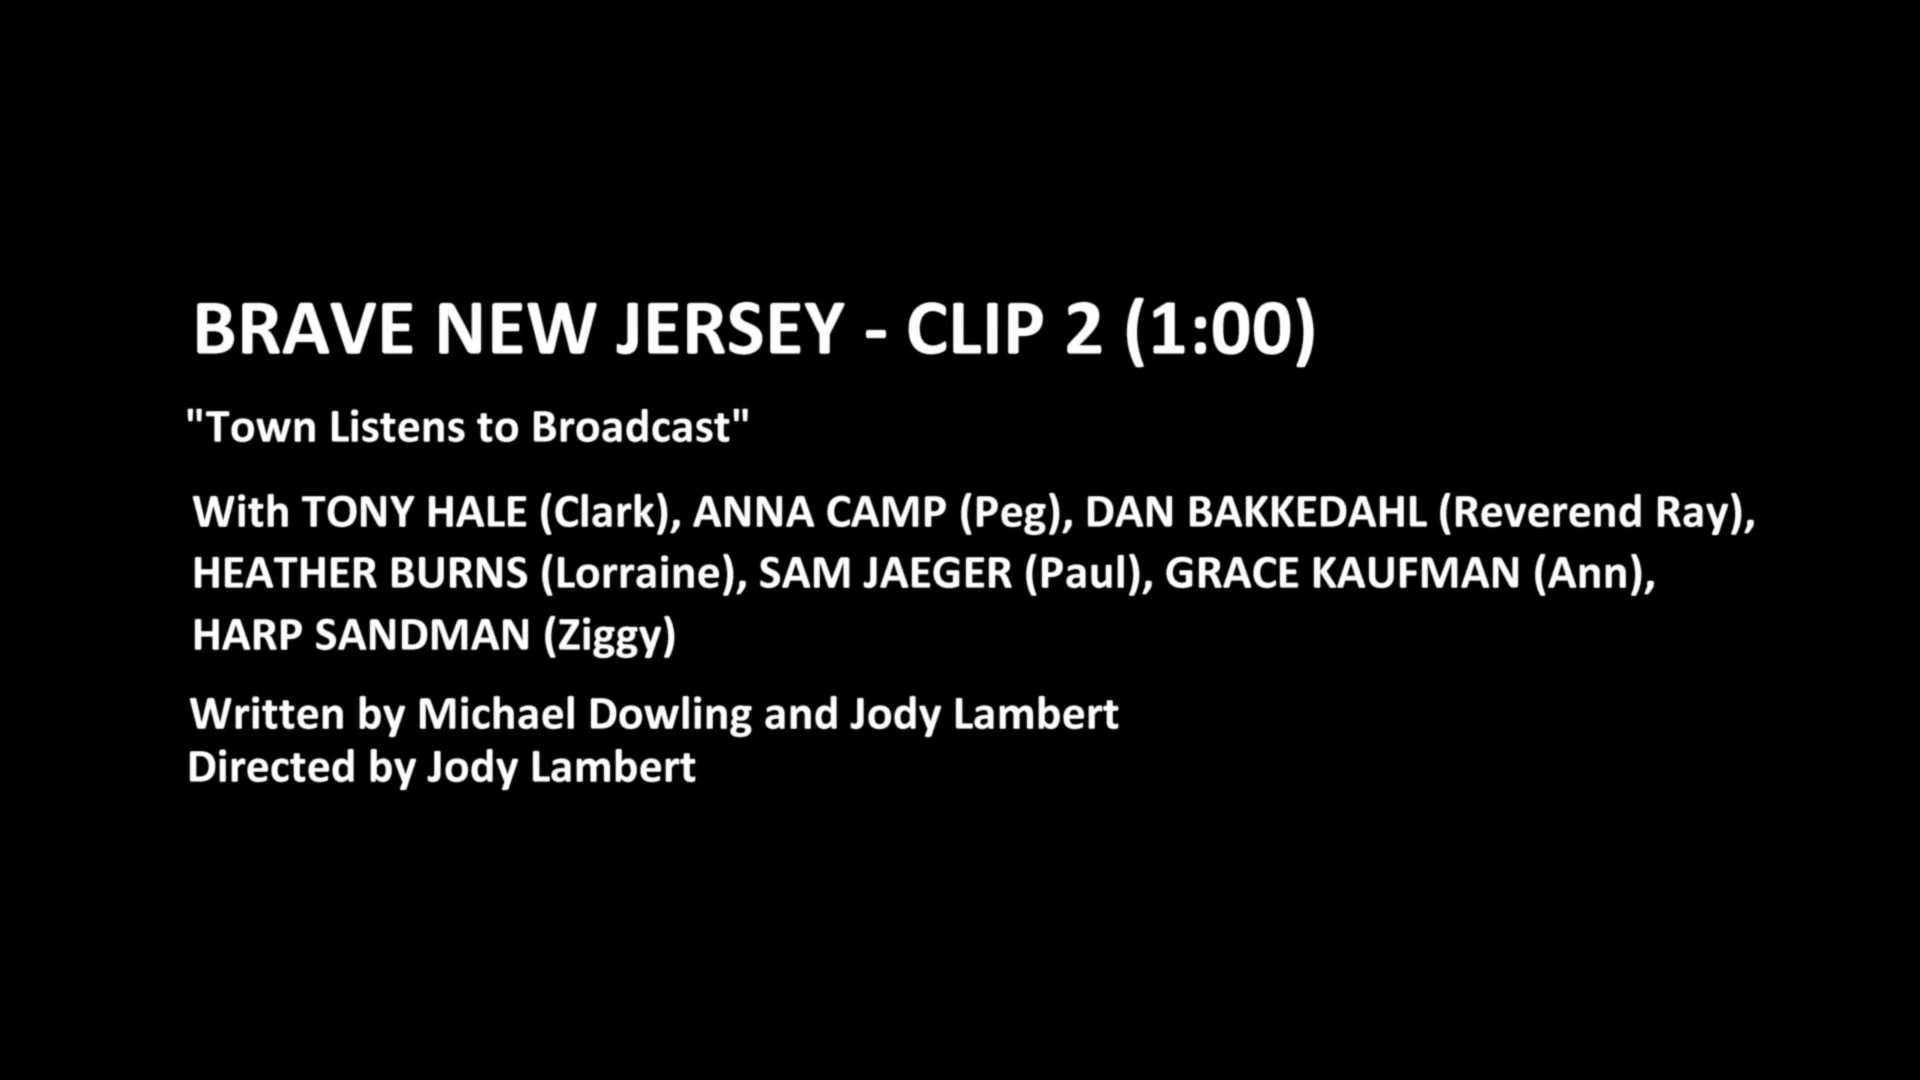 BRAVE NEW JERSEY - CLIP 2 (1:00)
"Town Listens to Broadcast"
With TONY HALE (Clark), ANNA CAMP (Peg), DAN BAKKEDAHL (Reverend Ray),
HEATHER BURNS (Lorraine), SAM JAEGER (Paul), GRACE KAUFMAN (Ann),
HARP SANDMAN (Ziggy)
Written by Michael Dowling and Jody Lambert
Directed by Jody Lambert